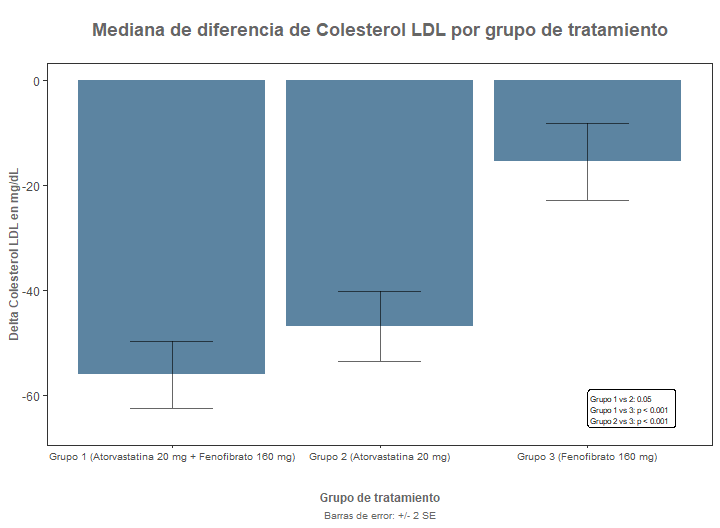 Mediana de diferencia de Colesterol LDL por grupo de tratamiento
Delta Colesterol LDL en mg/dL
0
-20
-40
-60
Grupo 1 vs 2: 0.05
Grupo 1 vs 3: p < 0.001
Grupo 2 vs 3: p < 0.001
Grupo 1 (Atorvastatina 20 mg + Fenofibrato 160 mg)
Grupo 2 (Atorvastatina 20 mg)
Grupo 3 (Fenofibrato 160 mg)
Grupo de tratamiento
Barras de error: +/- 2 SE